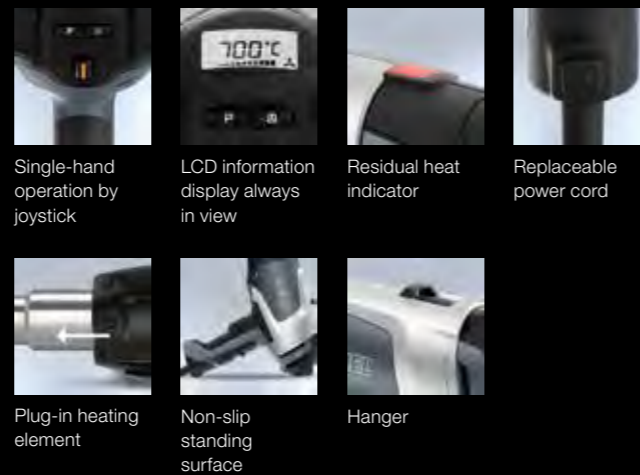 700°C
P
Single-hand
operation by
joystick
LCD information
display always
in view
Residual heat
indicator
Replaceable
power cord
Plug-in heating
element
Non-slip
standing
surface
Hanger